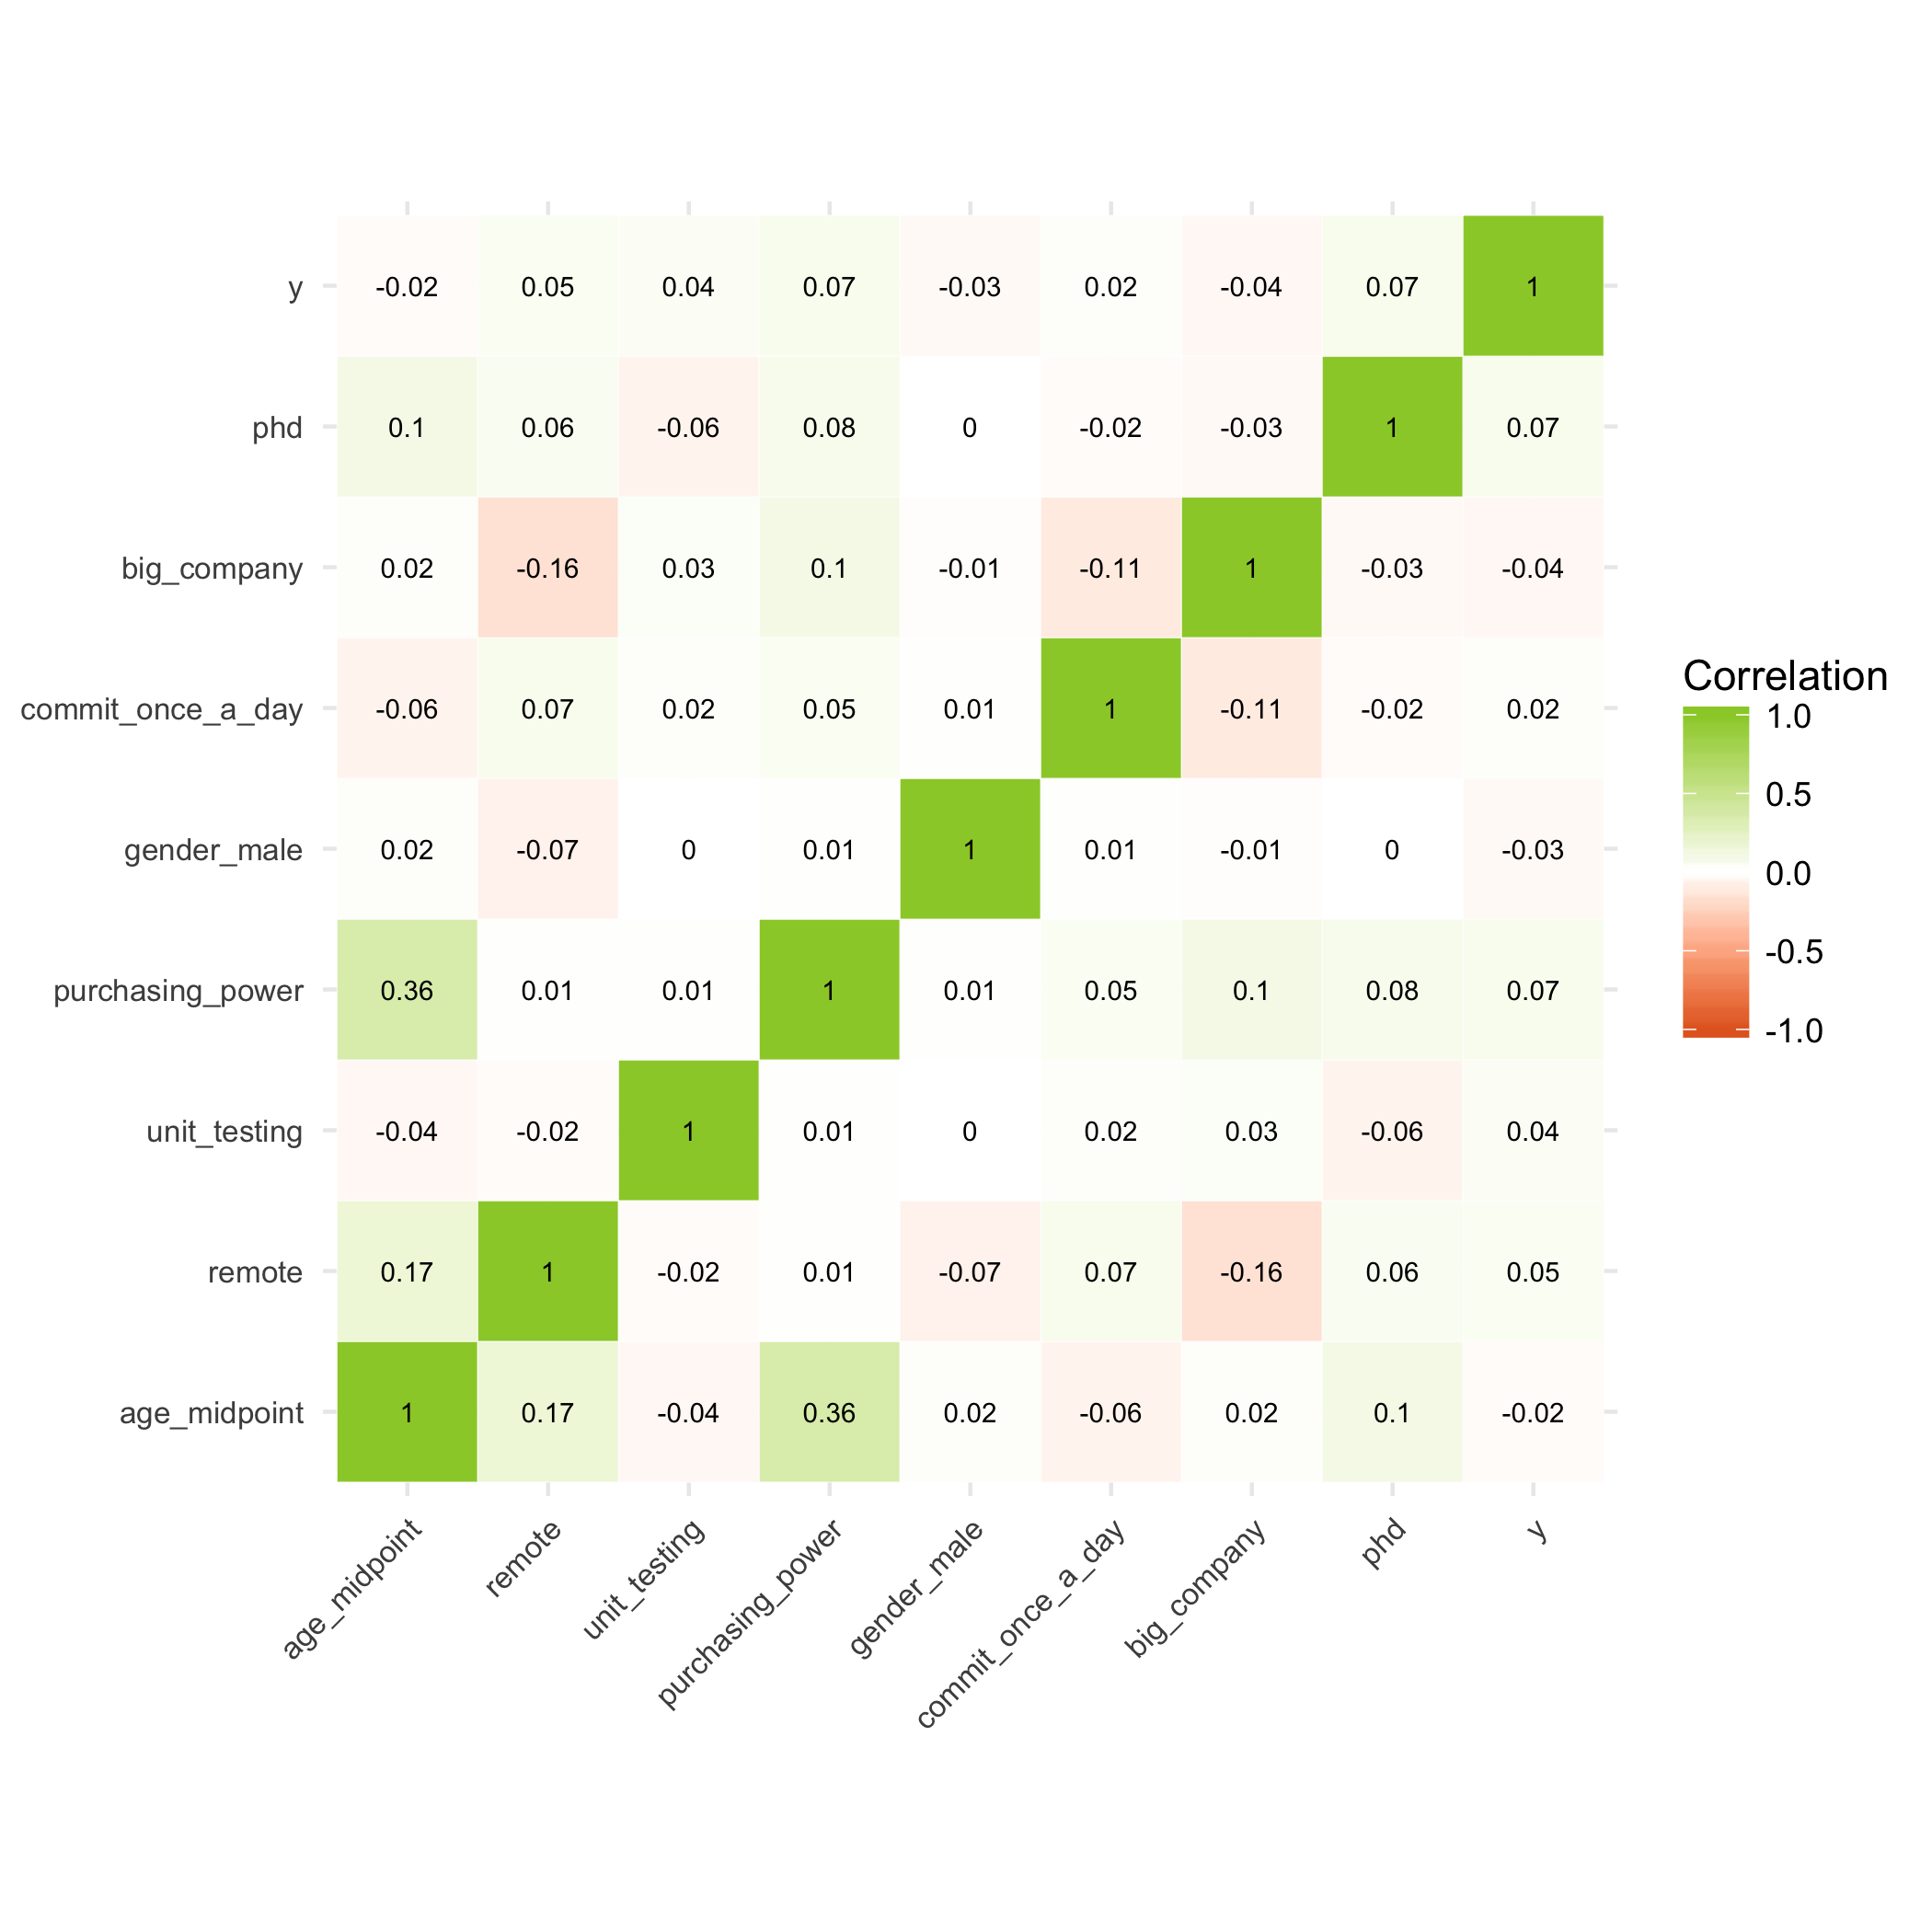 y -0.02 0.05 0.04 0.07 -0.03 0.02 -0.04 0.07 1
phd 0.1 0.06 -0.06 0.08 0 -0.02 -0.03 1 0.07
big_company 0.02 -0.16 0.03 0.1 -0.01 -0.11 1 -0.03 -0.04
commit_once_a_day -0.06 0.07 0.02 0.05 0.01 1 -0.11 -0.02 0.02
gender_male 0.02 -0.07 0 0.01 1 0.01 -0.01 0 -0.03
purchasing_power 0.36 0.01 0.01 1 0.01 0.05 0.1 0.08 0.07
unit_testing -0.04 -0.02 1 0.01 0 0.02 0.03 -0.06 0.04
remote 0.17 1 -0.02 0.01 -0.07 0.07 -0.16 0.06 0.05
age_midpoint 1 0.17 -0.04 0.36 0.02 -0.06 0.02 0.1 -0.02
age_midpoint
remote
unit_testing
purchasing_power
gender_male
commit_once_a_day
big_company
phd
y
Correlation
1.0
0.5
0.0
-0.5
-1.0